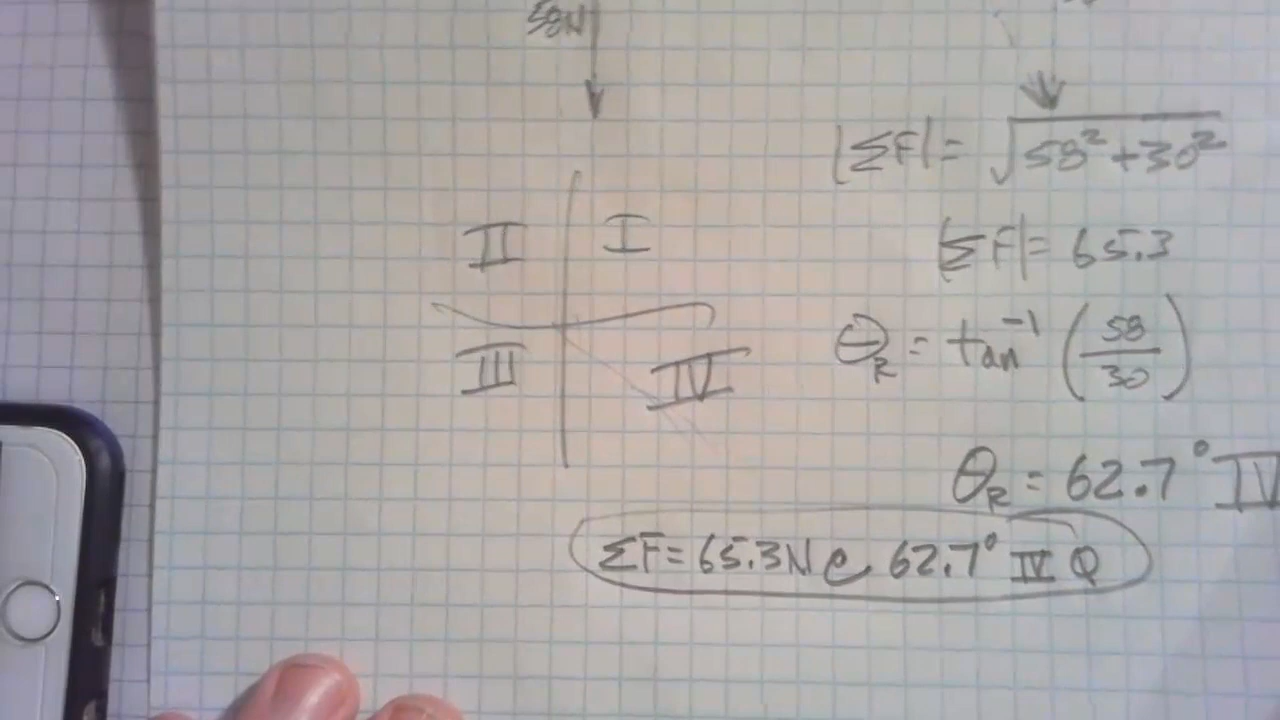 58N
|ΣF| = √58² + 30²
II I
|ΣF| = 65.3
III IV
θR = tan⁻¹ (58/30)
θR = 62.7° IV
ΣF = 65.3N @ 62.7° IV Q